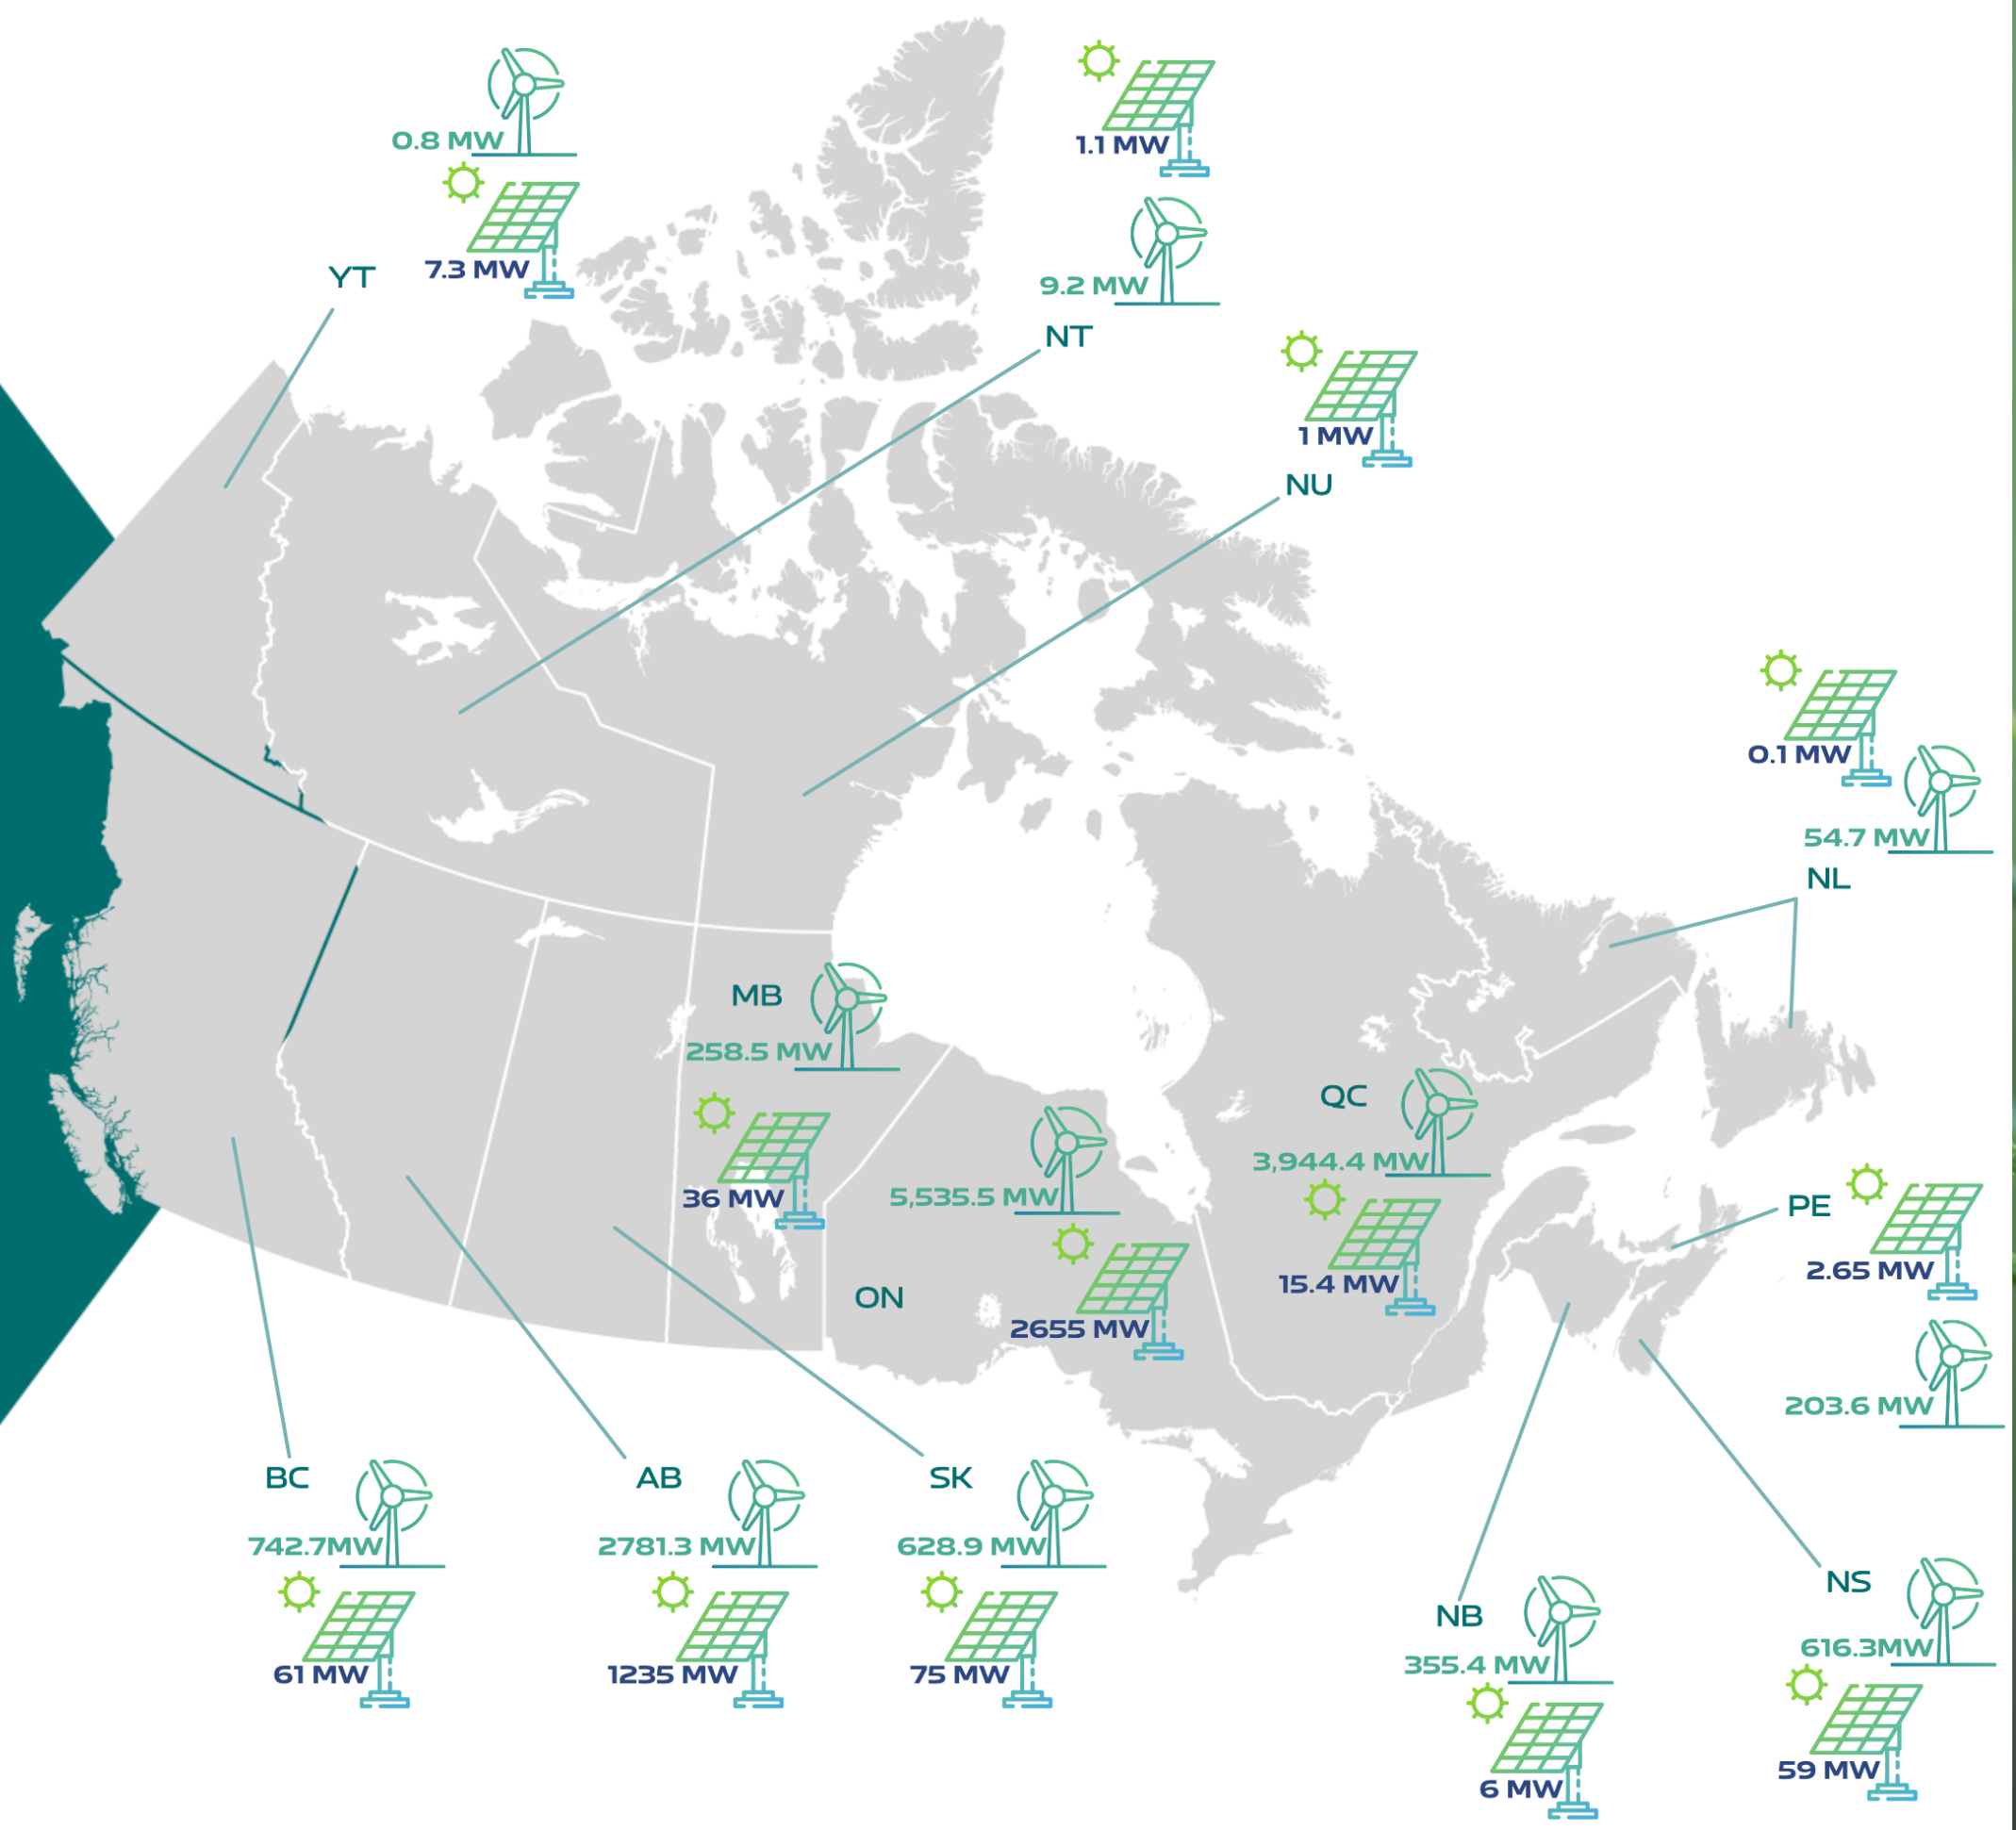 0.8 MW
7.3 MW
YT
1.1 MW
9.2 MW
NT
1 MW
NU
0.1 MW
54.7 MW
NL
MB
258.5 MW
36 MW
5,535.5 MW
ON
2655 MW
QC
3,944.4 MW
15.4 MW
PE
2.65 MW
203.6 MW
BC
742.7MW
61 MW
AB
2781.3 MW
1235 MW
SK
628.9 MW
75 MW
NB
355.4 MW
6 MW
NS
616.3MW
59 MW